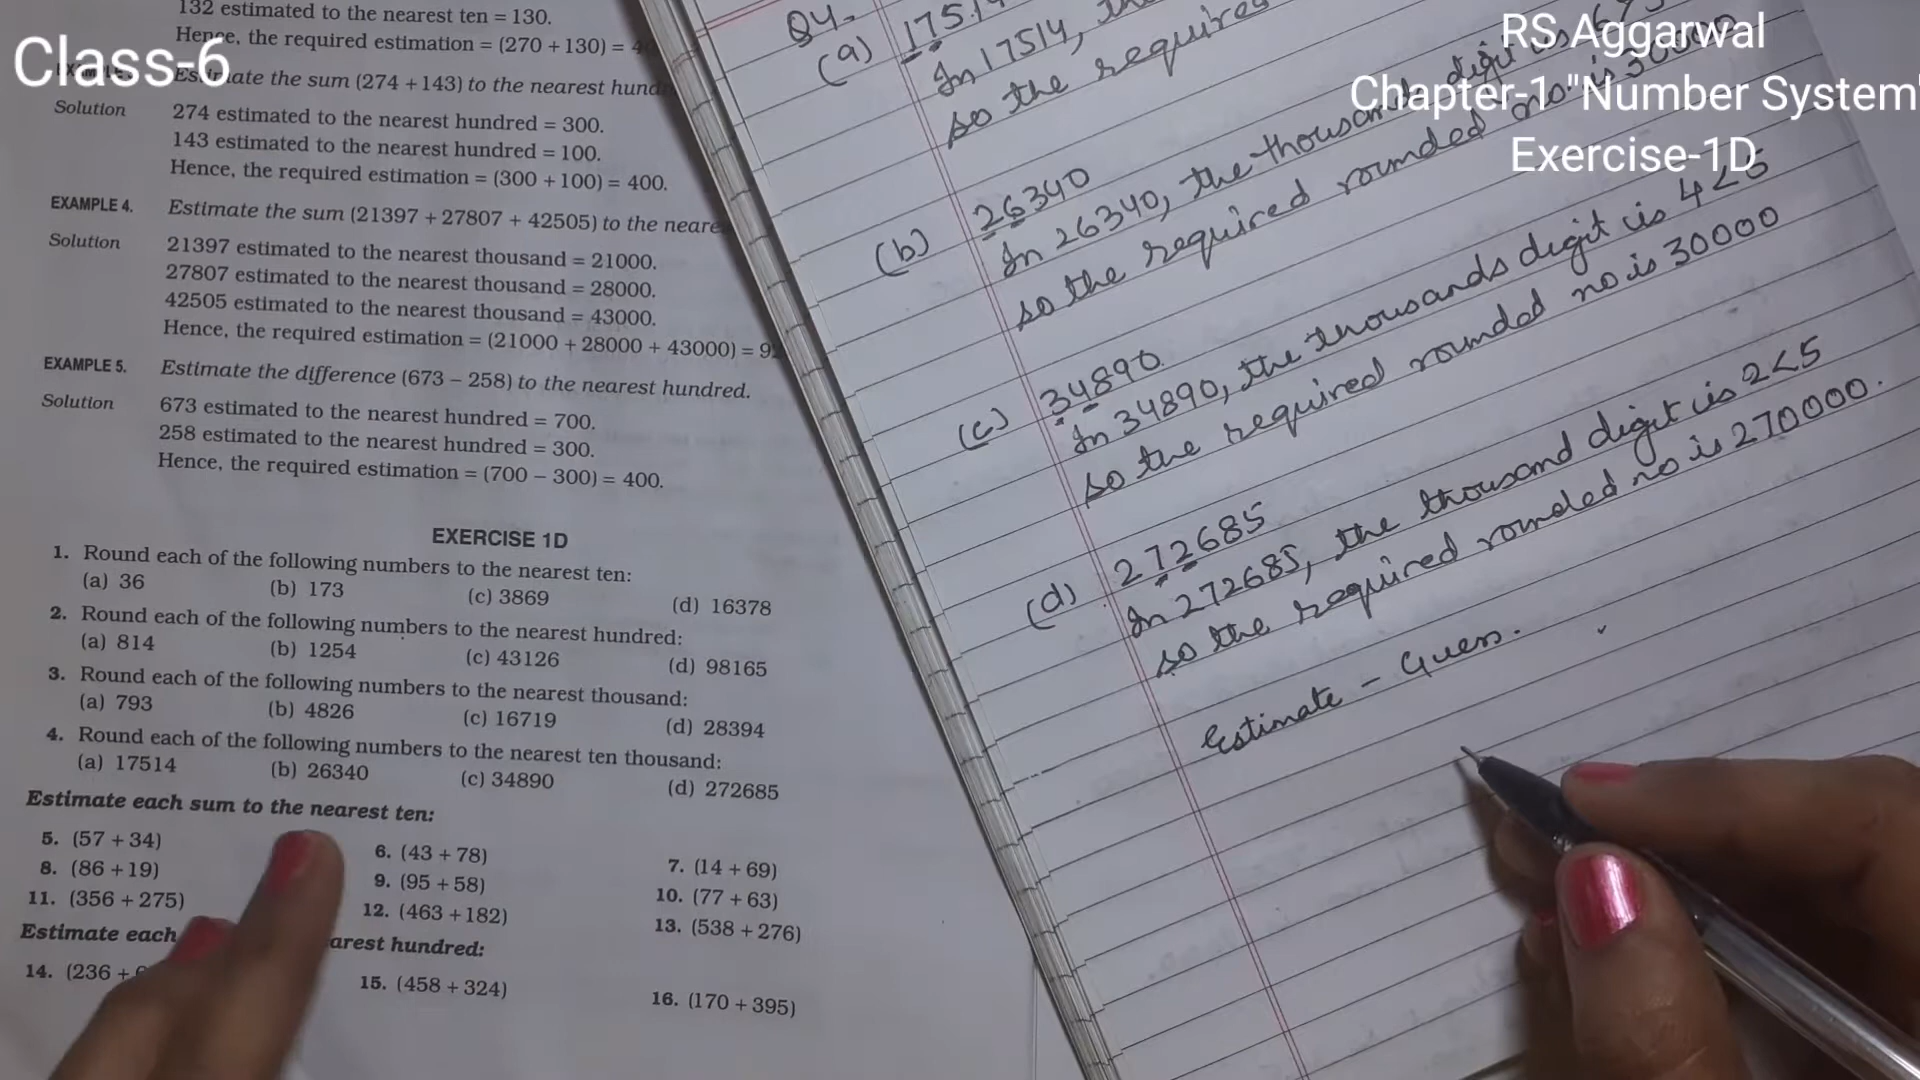 Class-6
RS Aggarwal
Chapter-1 "Number System"
Exercise-1D
132 estimated to the nearest ten = 130.
Hence, the required estimation = (270 + 130) =
Estimate the sum (274 + 143) to the nearest
Solution 274 estimated to the nearest hundred = 300.
143 estimated to the nearest hundred = 100.
Hence, the required estimation = (300 + 100) = 400.
EXAMPLE 4. Estimate the sum (21397 + 27807 + 42505) to the
Solution 21397 estimated to the nearest thousand = 21000.
27807 estimated to the nearest thousand = 28000.
42505 estimated to the nearest thousand = 43000.
Hence, the required estimation = (21000 + 28000 + 43000) =
EXAMPLE 5. Estimate the difference (673 – 258) to the nearest hundred.
Solution 673 estimated to the nearest hundred = 700.
258 estimated to the nearest hundred = 300.
Hence, the required estimation = (700 – 300) = 400.
EXERCISE 1D
1. Round each of the following numbers to the nearest ten:
(a) 36 (b) 173 (c) 3869 (d) 16378
2. Round each of the following numbers to the nearest hundred:
(a) 814 (b) 1254 (c) 43126 (d) 98165
3. Round each of the following numbers to the nearest thousand:
(a) 793 (b) 4826 (c) 16719 (d) 28394
4. Round each of the following numbers to the nearest ten thousand:
(a) 17514 (b) 26340 (c) 34890 (d) 272685
Estimate each sum to the nearest ten:
5. (57 + 34) 6. (43 + 78) 7. (14 + 69)
8. (86 + 19) 9. (95 + 58) 10. (77 + 63)
11. (356 + 275) 12. (463 + 182) 13. (538 + 276)
Estimate each hundred:
14. (236 + 15. (458 + 324) 16. (170 + 395)
Q4.
(a) 17514
In 17514,
so the required
(b) 26340
In 26340, the thousand digit is
so the required rounded no is 30000
(c) 34890
In 34890, the thousands digit is 4<5
so the required rounded no is 30000
(d) 272685
In 272685, the thousand digit is 2<5
so the required rounded no is 270000.
Estimate – Guess.